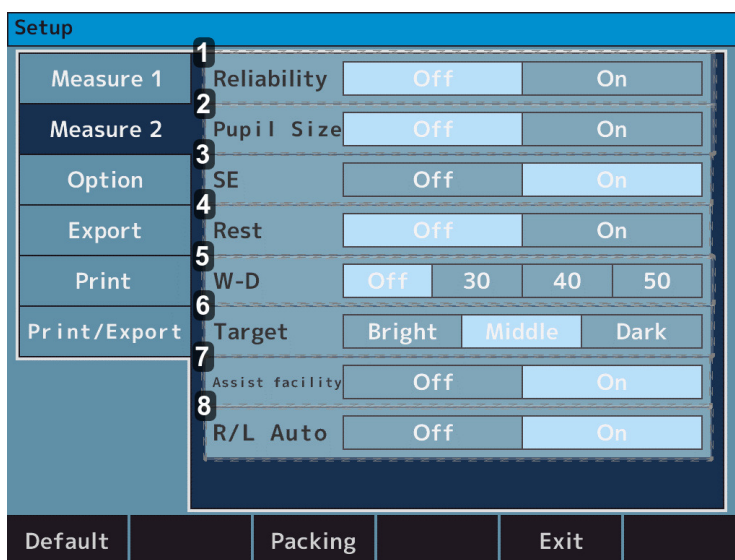 Setup
Measure 1
Measure 2
Option
Export
Print
Print/Export
1
Reliability Off On
2
Pupil Size Off On
3
SE Off On
4
Rest Off On
5
W-D Off 30 40 50
6
Target Bright Middle Dark
7
Assist facility Off On
8
R/L Auto Off On
Default Packing Exit